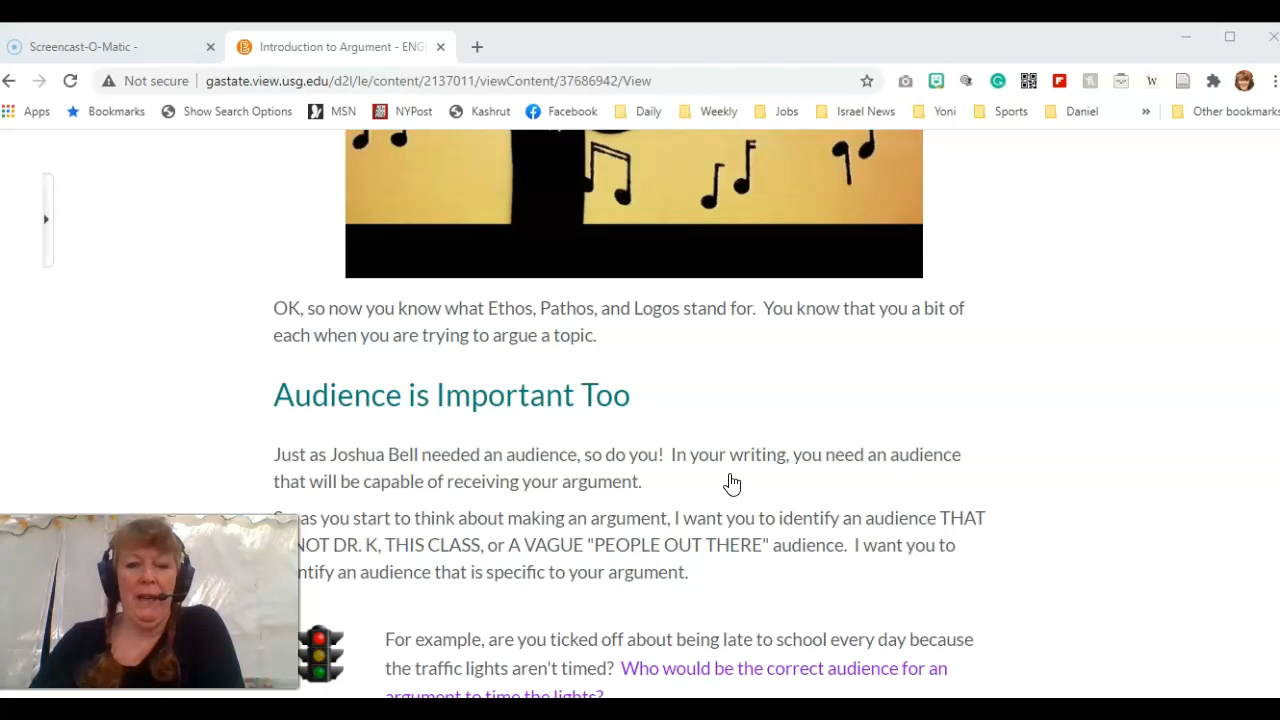 Screencast-O-Matic -
Introduction to Argument - ENG
Not secure gastate.view.usg.edu/d2l/le/content/2137011/viewContent/37686942/View
Apps Bookmarks Show Search Options MSN NYPost Kashrut Facebook Daily Weekly Jobs Israel News Yoni Sports Daniel » Other bookmarks
OK, so now you know what Ethos, Pathos, and Logos stand for. You know that you a bit of
each when you are trying to argue a topic.
Audience is Important Too
Just as Joshua Bell needed an audience, so do you! In your writing, you need an audience
that will be capable of receiving your argument.
as you start to think about making an argument, I want you to identify an audience THAT
NOT DR. K, THIS CLASS, or A VAGUE "PEOPLE OUT THERE" audience. I want you to
ntify an audience that is specific to your argument.
For example, are you ticked off about being late to school every day because
the traffic lights aren't timed? Who would be the correct audience for an
argument to time the lights?